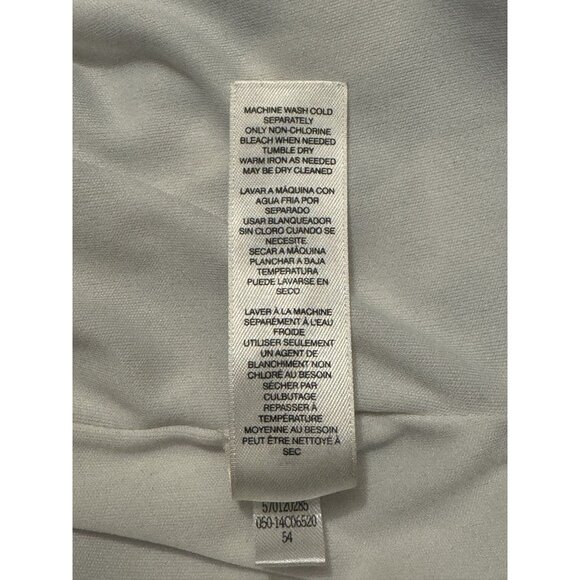 MACHINE WASH COLD
SEPARATELY
ONLY NON-CHLORINE
BLEACH WHEN NEEDED
TUMBLE DRY
WARM IRON AS NEEDED
MAY BE DRY CLEANED
LAVAR A MÁQUINA CON
AGUA FRIA POR
SEPARADO
USAR BLANQUEADOR
SIN CLORO CUANDO SE
NECESITE.
SECAR A MÁQUINA
PLANCHAR A BAJA
TEMPERATURA
PUEDE LAVARSE EN
SECO
LAVER À LA MACHINE
SÉPARÉMENT À L'EAU
FROIDE
UTILISER SEULEMENT
UN AGENT DE
BLANCHIMENT NON
CHLORÉ AU BESOIN
SÉCHER PAR
CULBUTAGE
REPASSER À
TEMPÉRATURE
MOYENNE AU BESOIN
PEUT ÊTRE NETTOYÉ À
SEC
570120285
050-14C06520
54